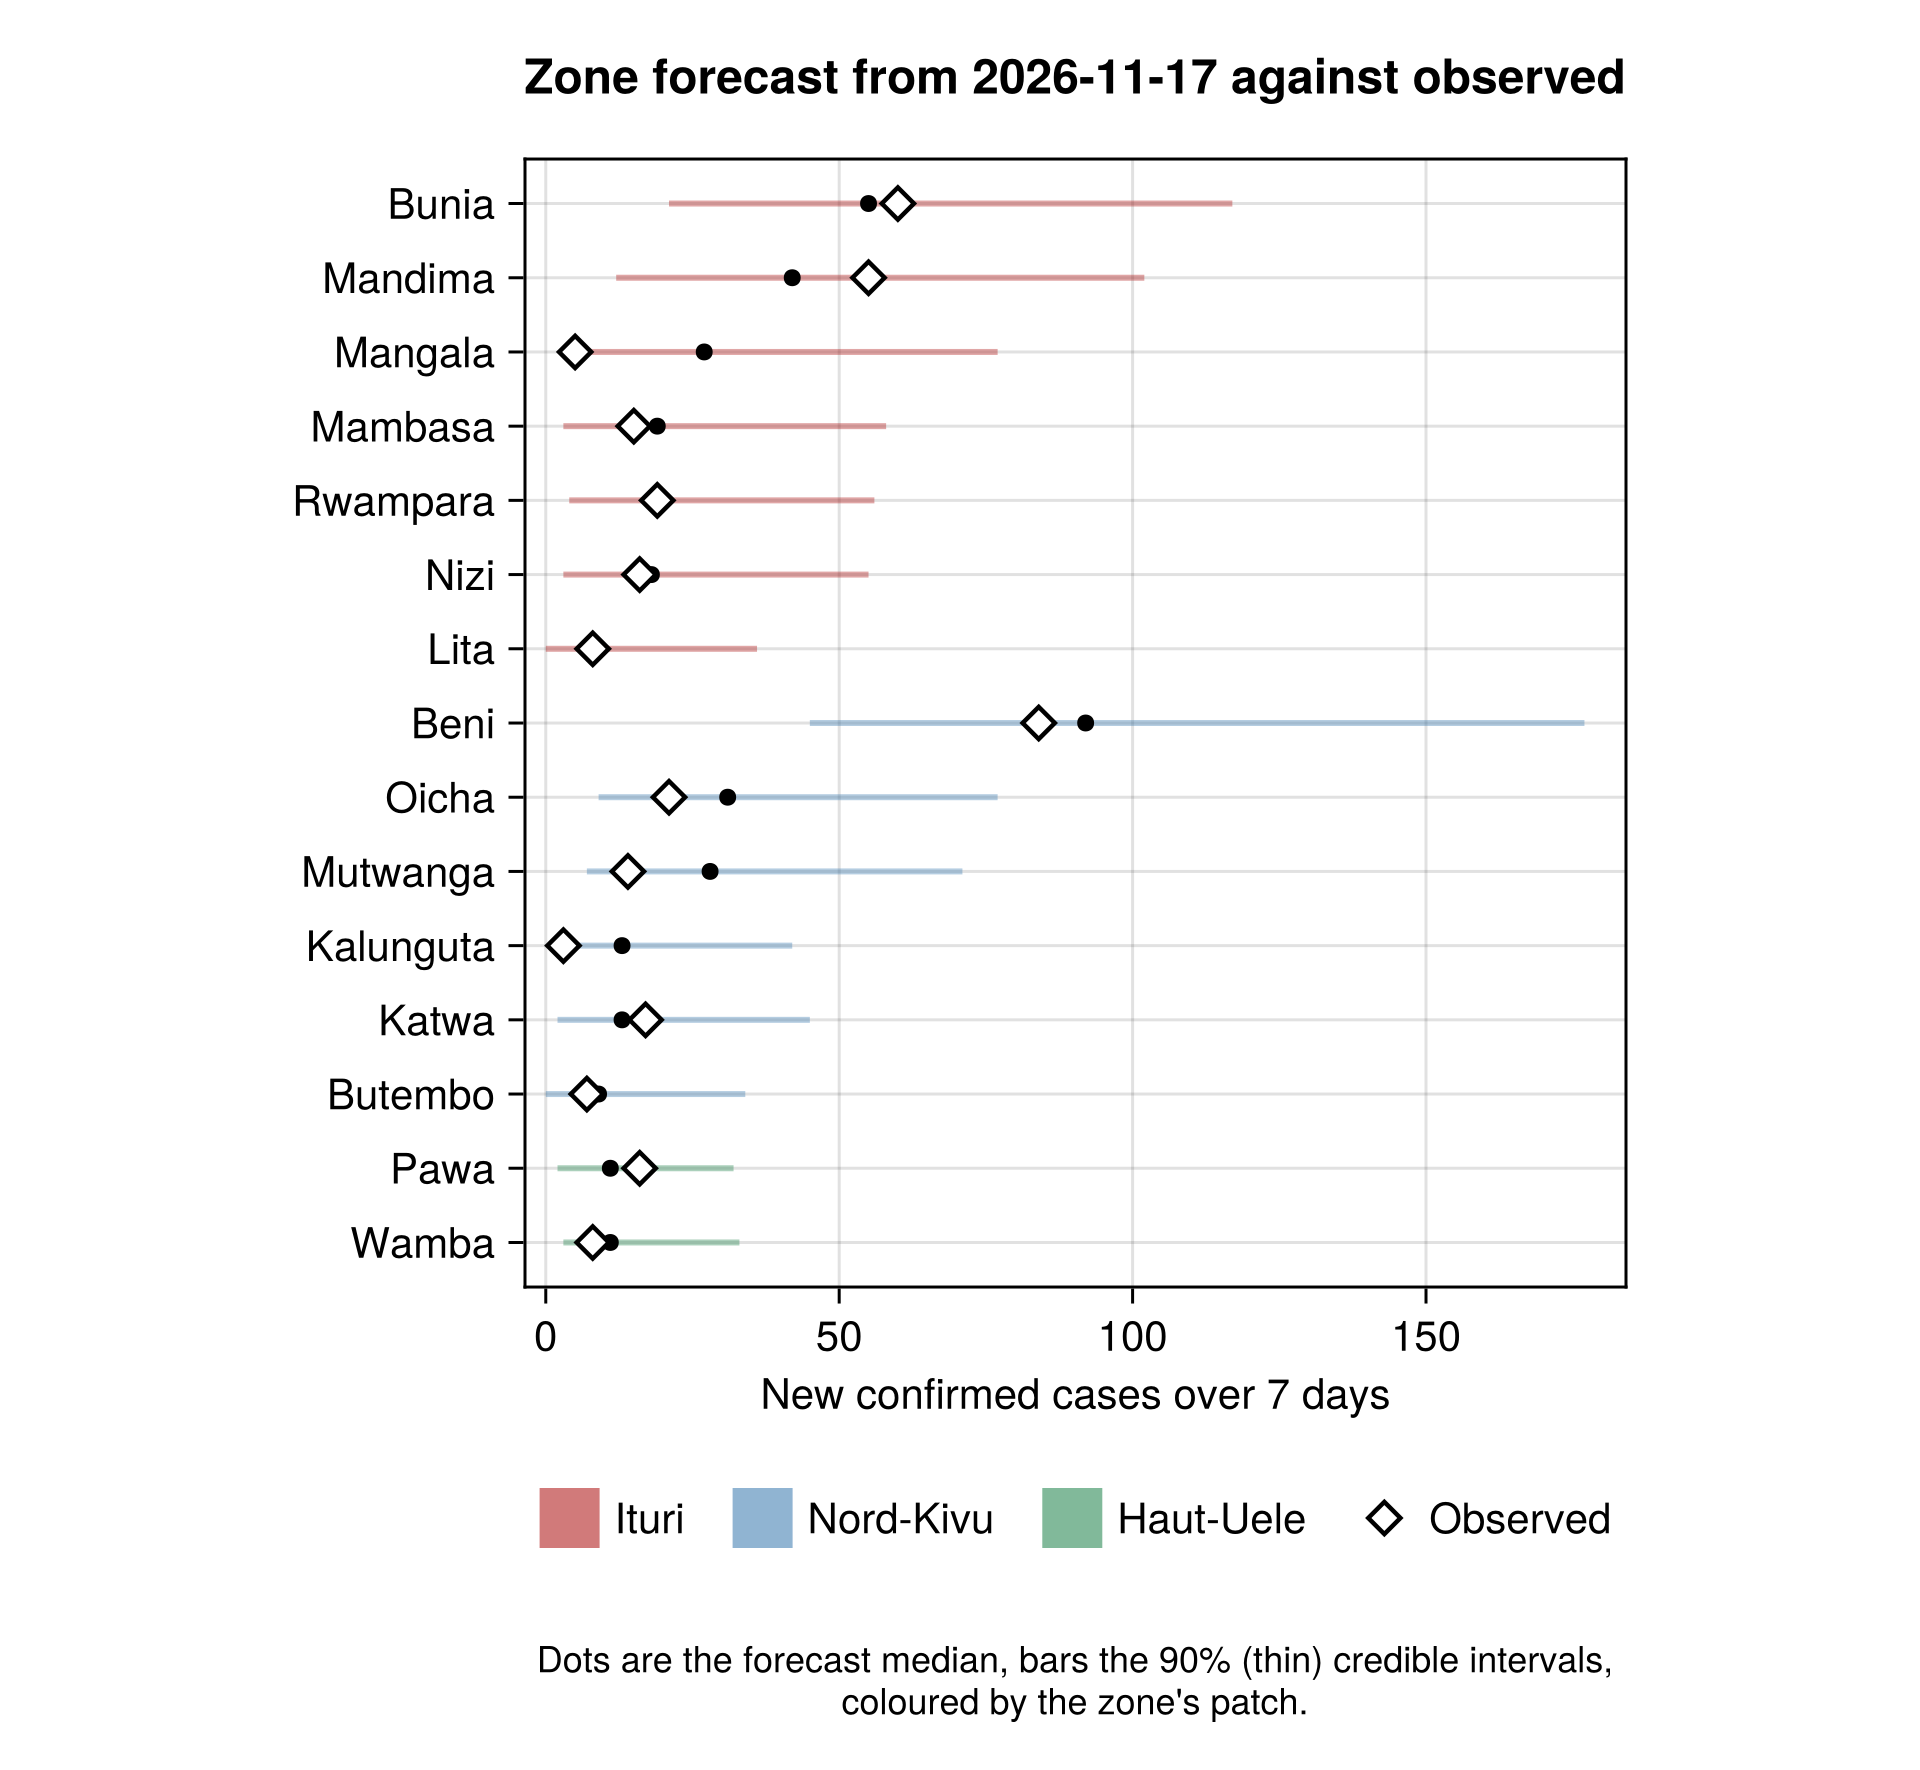 Zone forecast from 2026-11-17 against observed
Bunia
Mandima
Mangala
Mambasa
Rwampara
Nizi
Lita
Beni
Oicha
Mutwanga
Kalunguta
Katwa
Butembo
Pawa
Wamba
0 50 100 150
New confirmed cases over 7 days
Ituri Nord-Kivu Haut-Uele Observed
Dots are the forecast median, bars the 90% (thin) credible intervals,
coloured by the zone's patch.